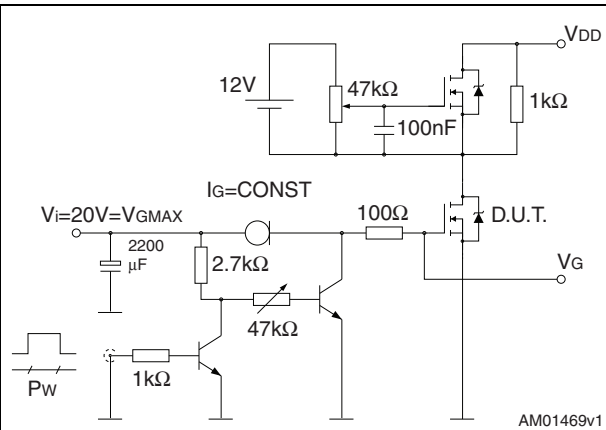 VDD
12V
47kΩ
1kΩ
100nF
IG=CONST
Vi=20V=VGMAX
100Ω
D.U.T.
2200
μF
2.7kΩ
VG
47kΩ
1kΩ
PW
AM01469v1